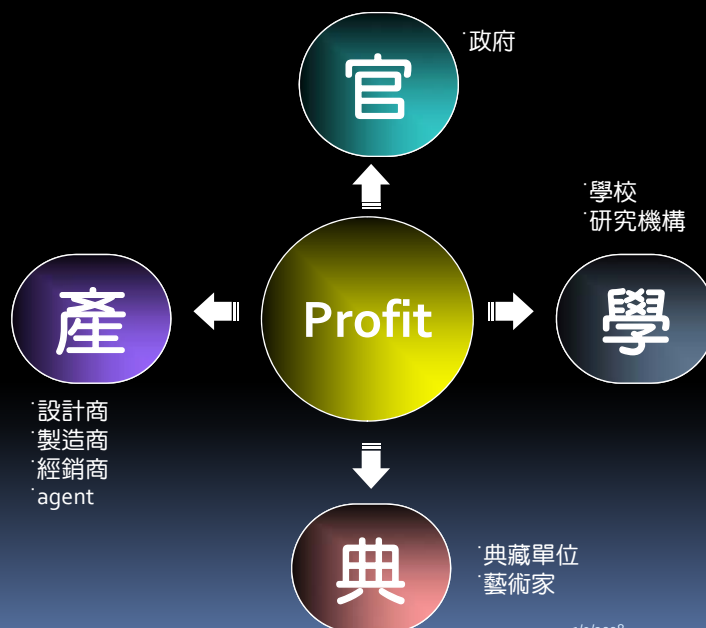 官
˙政府
˙學校
˙研究機構
產
Profit
學
˙設計商
˙製造商
˙經銷商
˙agent
典
˙典藏單位
˙藝術家